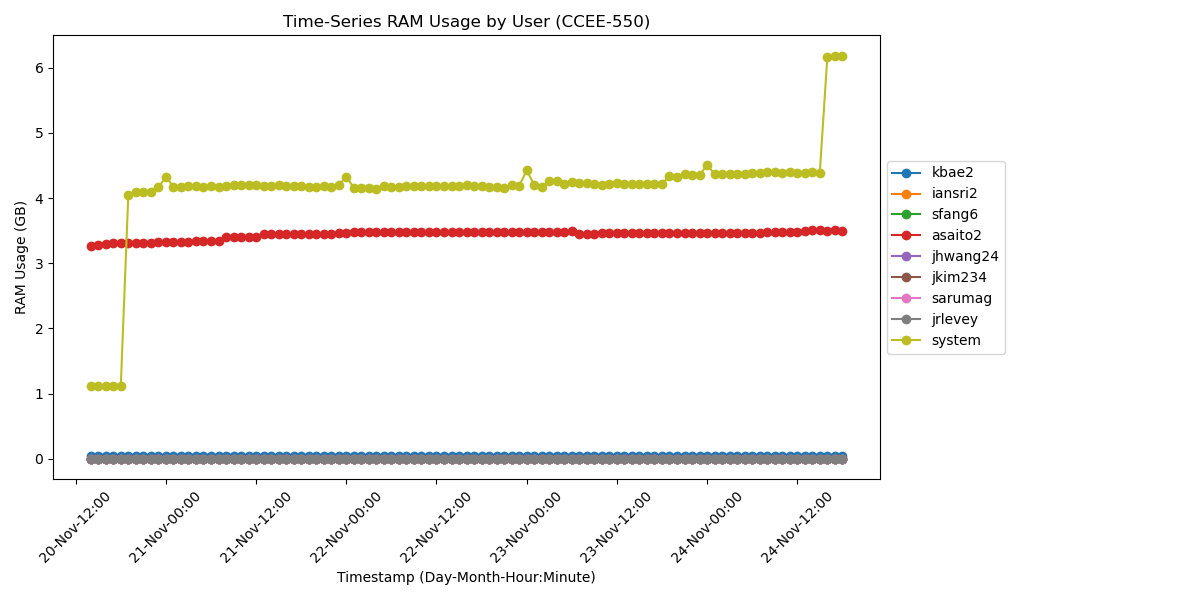 Time-Series RAM Usage by User (CCEE-550)
RAM Usage (GB)
6
5
4
3
2
1
0
20-Nov-12:00
21-Nov-00:00
21-Nov-12:00
22-Nov-00:00
22-Nov-12:00
23-Nov-00:00
23-Nov-12:00
24-Nov-00:00
24-Nov-12:00
Timestamp (Day-Month-Hour:Minute)
kbae2
iansri2
sfang6
asaito2
jhwang24
jkim234
sarumag
jrlevey
system